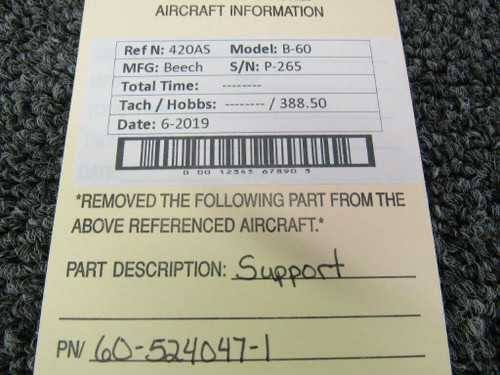 AIRCRAFT INFORMATION
Ref N: 420AS Model: B-60
MFG: Beech S/N: P-265
Total Time: --------
Tach / Hobbs: -------- / 388.50
Date: 6-2019
0 00 12345 67890 5
*REMOVED THE FOLLOWING PART FROM THE
ABOVE REFERENCED AIRCRAFT.*
PART DESCRIPTION: Support
PN/ 60-524047-1